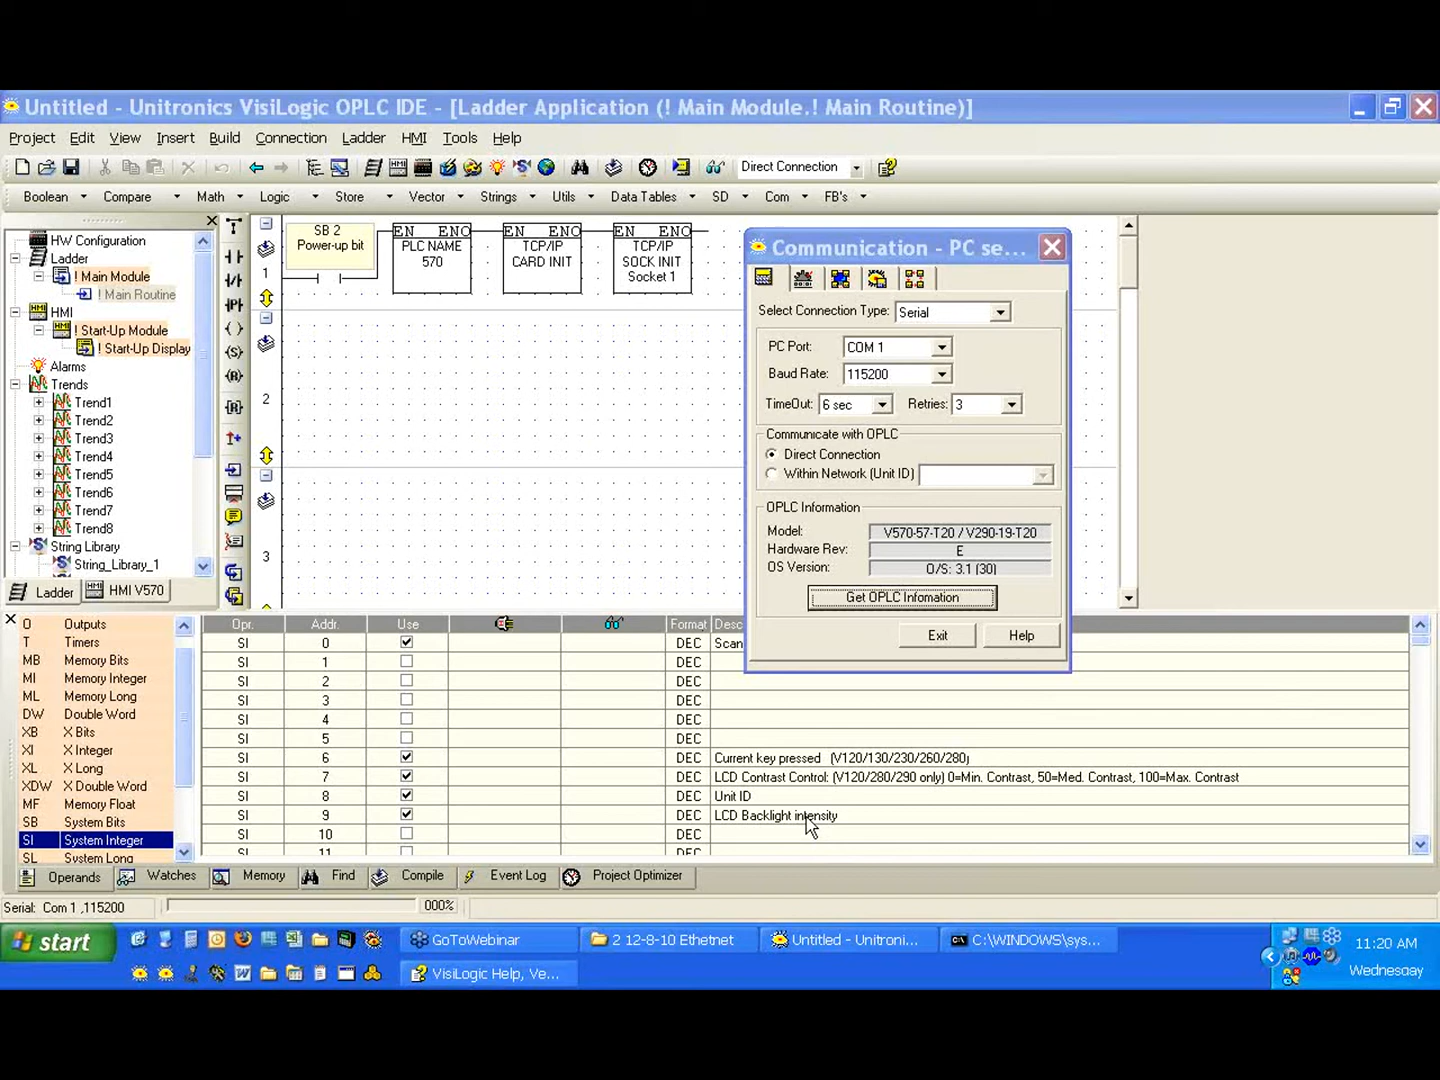 Untitled - Unitronics VisiLogic OPLC IDE - [Ladder Application (! Main Module.! Main Routine)]
Project Edit View Insert Build Connection Ladder HMI Tools Help
Direct Connection
Boolean Compare Math Logic Store Vector Strings Utils Data Tables SD Com FB's
HW Configuration
Ladder
! Main Module
! Main Routine
HMI
! Start-Up Module
! Start-Up Display
Alarms
Trends
Trend1
Trend2
Trend3
Trend4
Trend5
Trend6
Trend7
Trend8
String Library
String_Library_1
Ladder HMI V570
1
SB 2
Power-up bit
EN ENO
PLC NAME
570
EN ENO
TCP/IP
CARD INIT
EN ENO
TCP/IP
SOCK INIT
Socket 1
2
3
Communication - PC se...
Select Connection Type: Serial
PC Port: COM 1
Baud Rate: 115200
TimeOut: 6 sec Retries: 3
Communicate with OPLC
Direct Connection
Within Network (Unit ID)
OPLC Information
Model: V570-57-T20 / V290-19-T20
Hardware Rev: E
OS Version: O/S: 3.1 (30)
Get OPLC Infomation
Exit Help
O Outputs
T Timers
MB Memory Bits
MI Memory Integer
ML Memory Long
DW Double Word
XB X Bits
XI X Integer
XL X Long
XDW X Double Word
MF Memory Float
SB System Bits
SI System Integer
SL System Long
Opr. Addr. Use Format Desc
SI 0 DEC Scan
SI 1 DEC
SI 2 DEC
SI 3 DEC
SI 4 DEC
SI 5 DEC
SI 6 DEC Current key pressed (V120/130/230/260/280)
SI 7 DEC LCD Contrast Control: (V120/280/290 only) 0=Min. Contrast, 50=Med. Contrast, 100=Max. Contrast
SI 8 DEC Unit ID
SI 9 DEC LCD Backlight intensity
SI 10 DEC
SI 11 DEC
Operands Watches Memory Find Compile Event Log Project Optimizer
Serial: Com 1 ,115200 000%
start GoToWebinar 2 12-8-10 Ethetnet Untitled - Unitroni... C:\WINDOWS\sys... 11:20 AM
VisiLogic Help, Ve... Wednesday